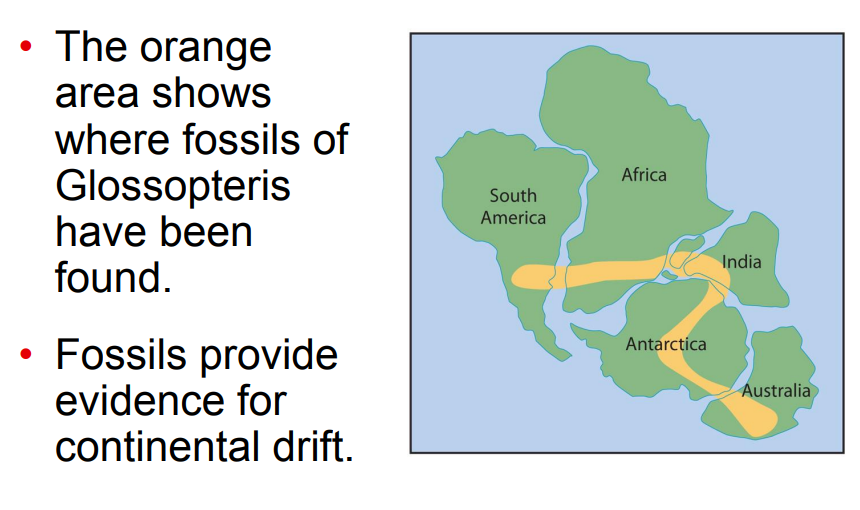 • The orange
area shows
where fossils of
Glossopteris
have been
found.
• Fossils provide
evidence for
continental drift.
Africa
South
America
India
Antarctica
Australia